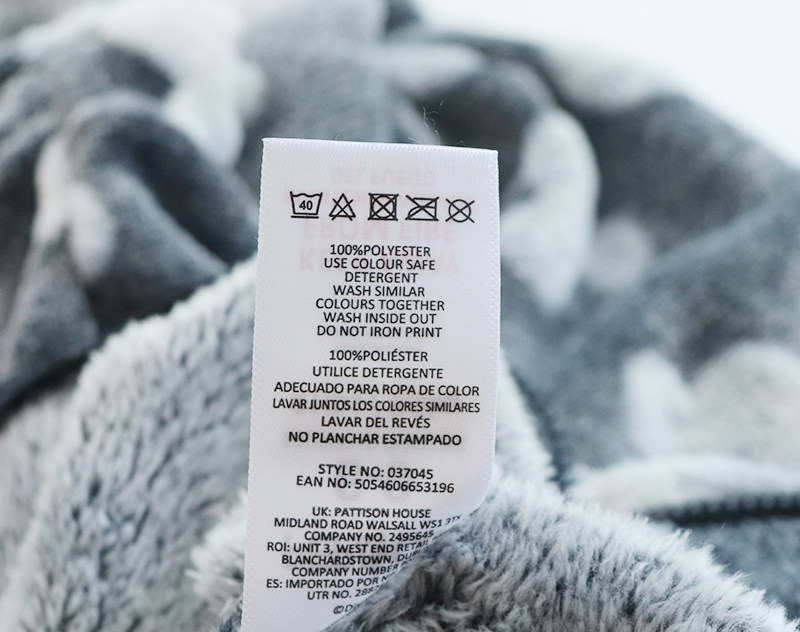 40
100%POLYESTER
USE COLOUR SAFE
DETERGENT
WASH SIMILAR
COLOURS TOGETHER
WASH INSIDE OUT
DO NOT IRON PRINT
100%POLIÉSTER
UTILICE DETERGENTE
ADECUADO PARA ROPA DE COLOR
LAVAR JUNTOS LOS COLORES SIMILARES
LAVAR DEL REVÉS
NO PLANCHAR ESTAMPADO
STYLE NO: 037045
EAN NO: 5054606653196
UK: PATTISON HOUSE
MIDLAND ROAD WALSALL WS1 3TX
COMPANY NO. 2495645
ROI: UNIT 3, WEST END RETAIL
BLANCHARDSTOWN,
COMPANY NUMBER
ES: IMPORTADO POR
UTR NO.